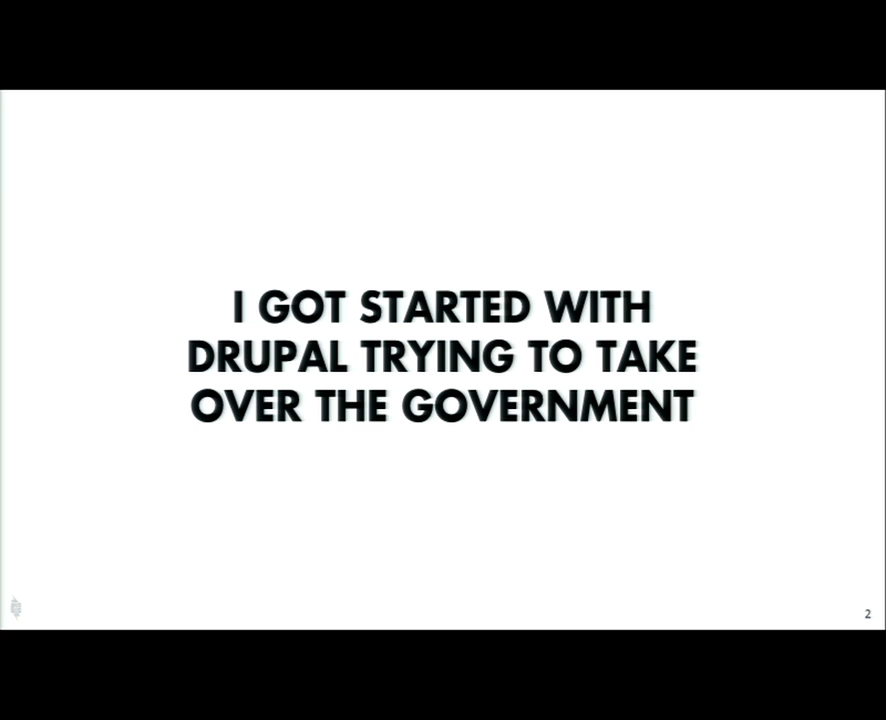 I GOT STARTED WITH
DRUPAL TRYING TO TAKE
OVER THE GOVERNMENT
2